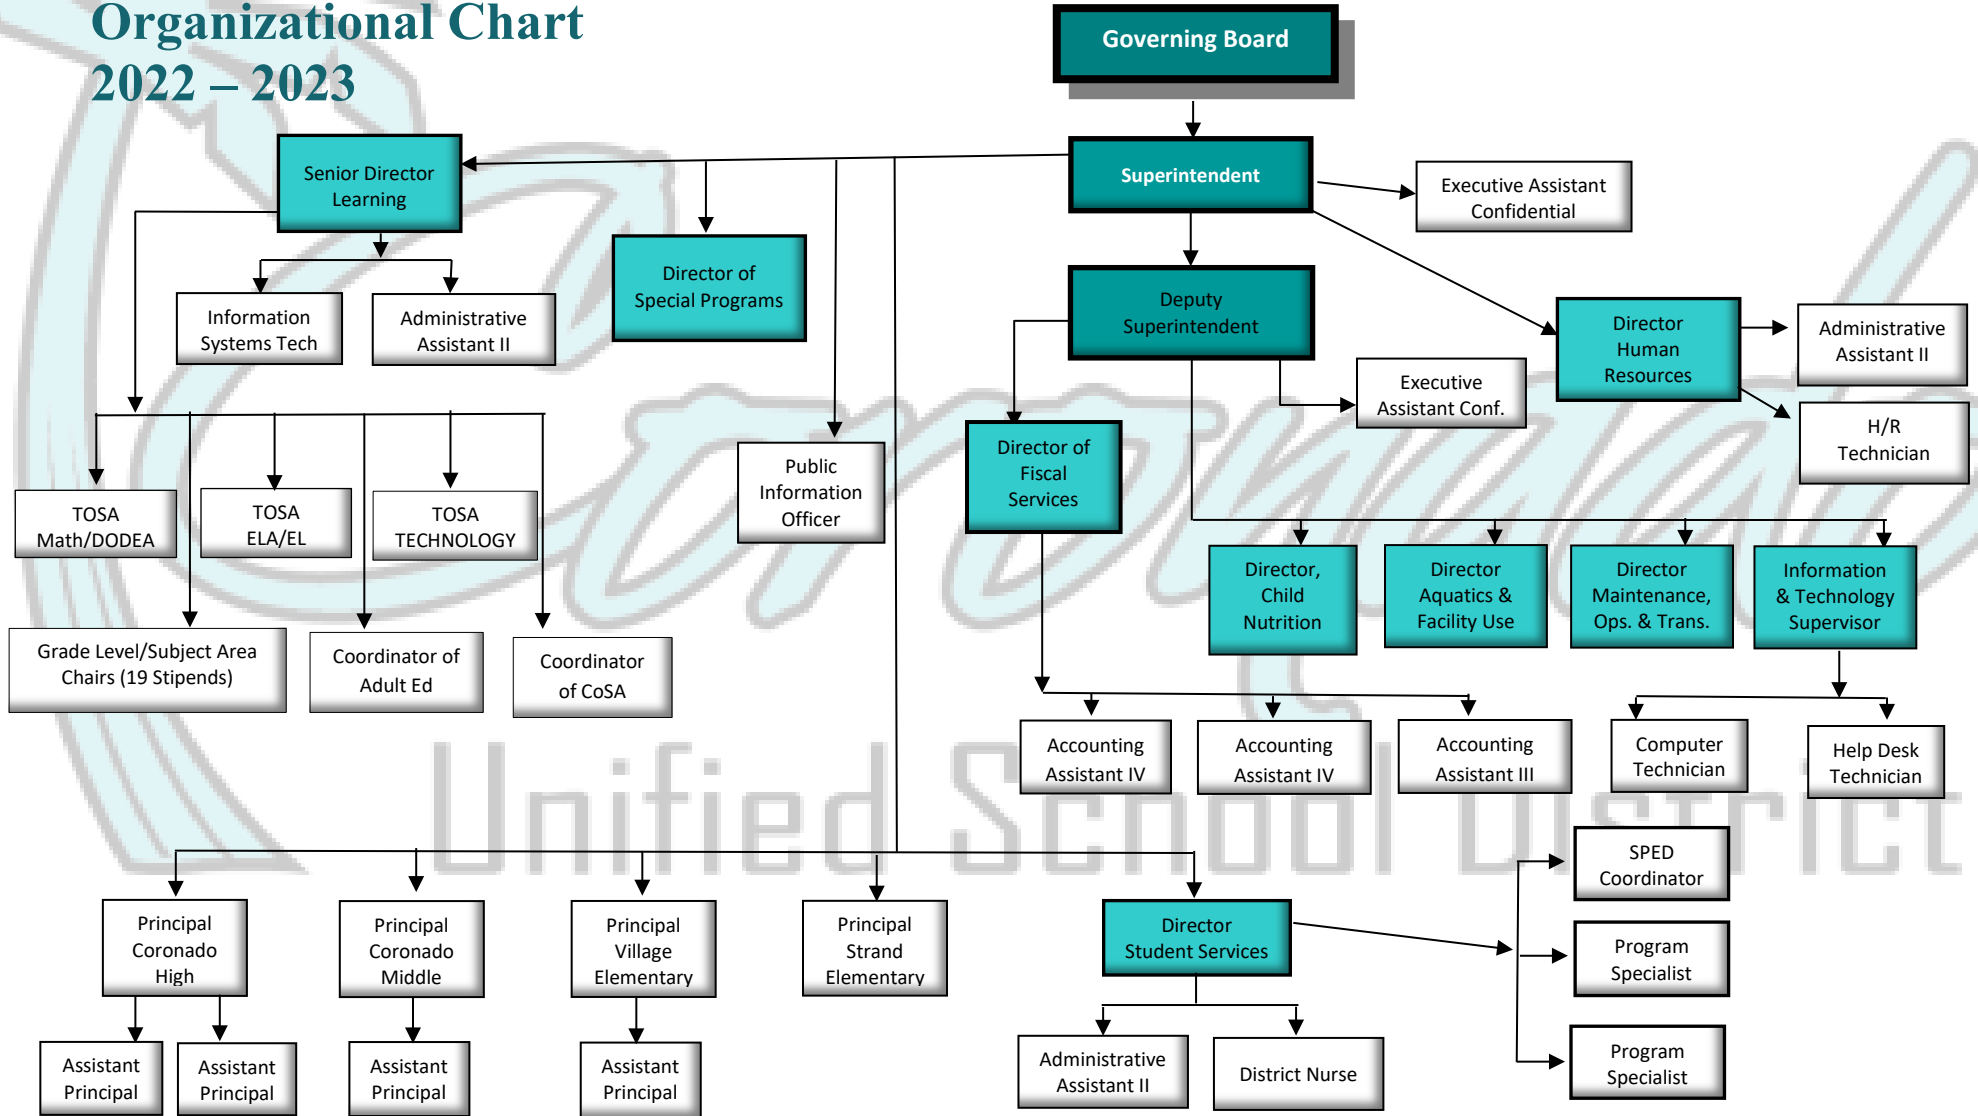 Organizational Chart
2022 – 2023
Governing Board
Superintendent
Executive Assistant
Confidential
Senior Director
Learning
Director of
Special Programs
Deputy
Superintendent
Director
Human
Resources
Administrative
Assistant II
Information
Systems Tech
Administrative
Assistant II
Executive
Assistant Conf.
H/R
Technician
Public
Information
Officer
Director of
Fiscal
Services
TOSA
Math/DODEA
TOSA
ELA/EL
TOSA
TECHNOLOGY
Director,
Child
Nutrition
Director
Aquatics &
Facility Use
Director
Maintenance,
Ops. & Trans.
Information
& Technology
Supervisor
Grade Level/Subject Area
Chairs (19 Stipends)
Coordinator of
Adult Ed
Coordinator
of CoSA
Accounting
Assistant IV
Accounting
Assistant IV
Accounting
Assistant III
Computer
Technician
Help Desk
Technician
Coronado
Unified School District
SPED
Coordinator
Program
Specialist
Program
Specialist
Principal
Coronado
High
Principal
Coronado
Middle
Principal
Village
Elementary
Principal
Strand
Elementary
Director
Student Services
Assistant
Principal
Assistant
Principal
Assistant
Principal
Assistant
Principal
Administrative
Assistant II
District Nurse